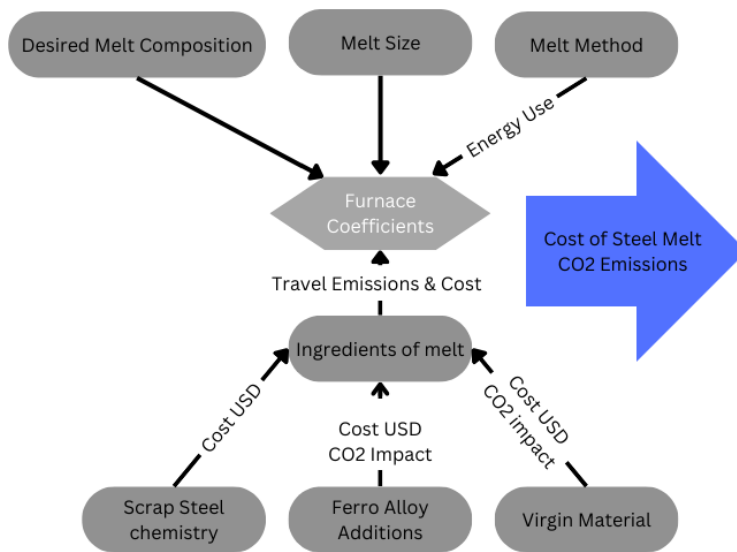 Desired Melt Composition
Melt Size
Melt Method
Energy Use
Furnace
Coefficients
Cost of Steel Melt
CO2 Emissions
Travel Emissions & Cost
Ingredients of melt
Cost USD
Cost USD
CO2 Impact
Cost USD
CO2 impact
Scrap Steel
chemistry
Ferro Alloy
Additions
Virgin Material